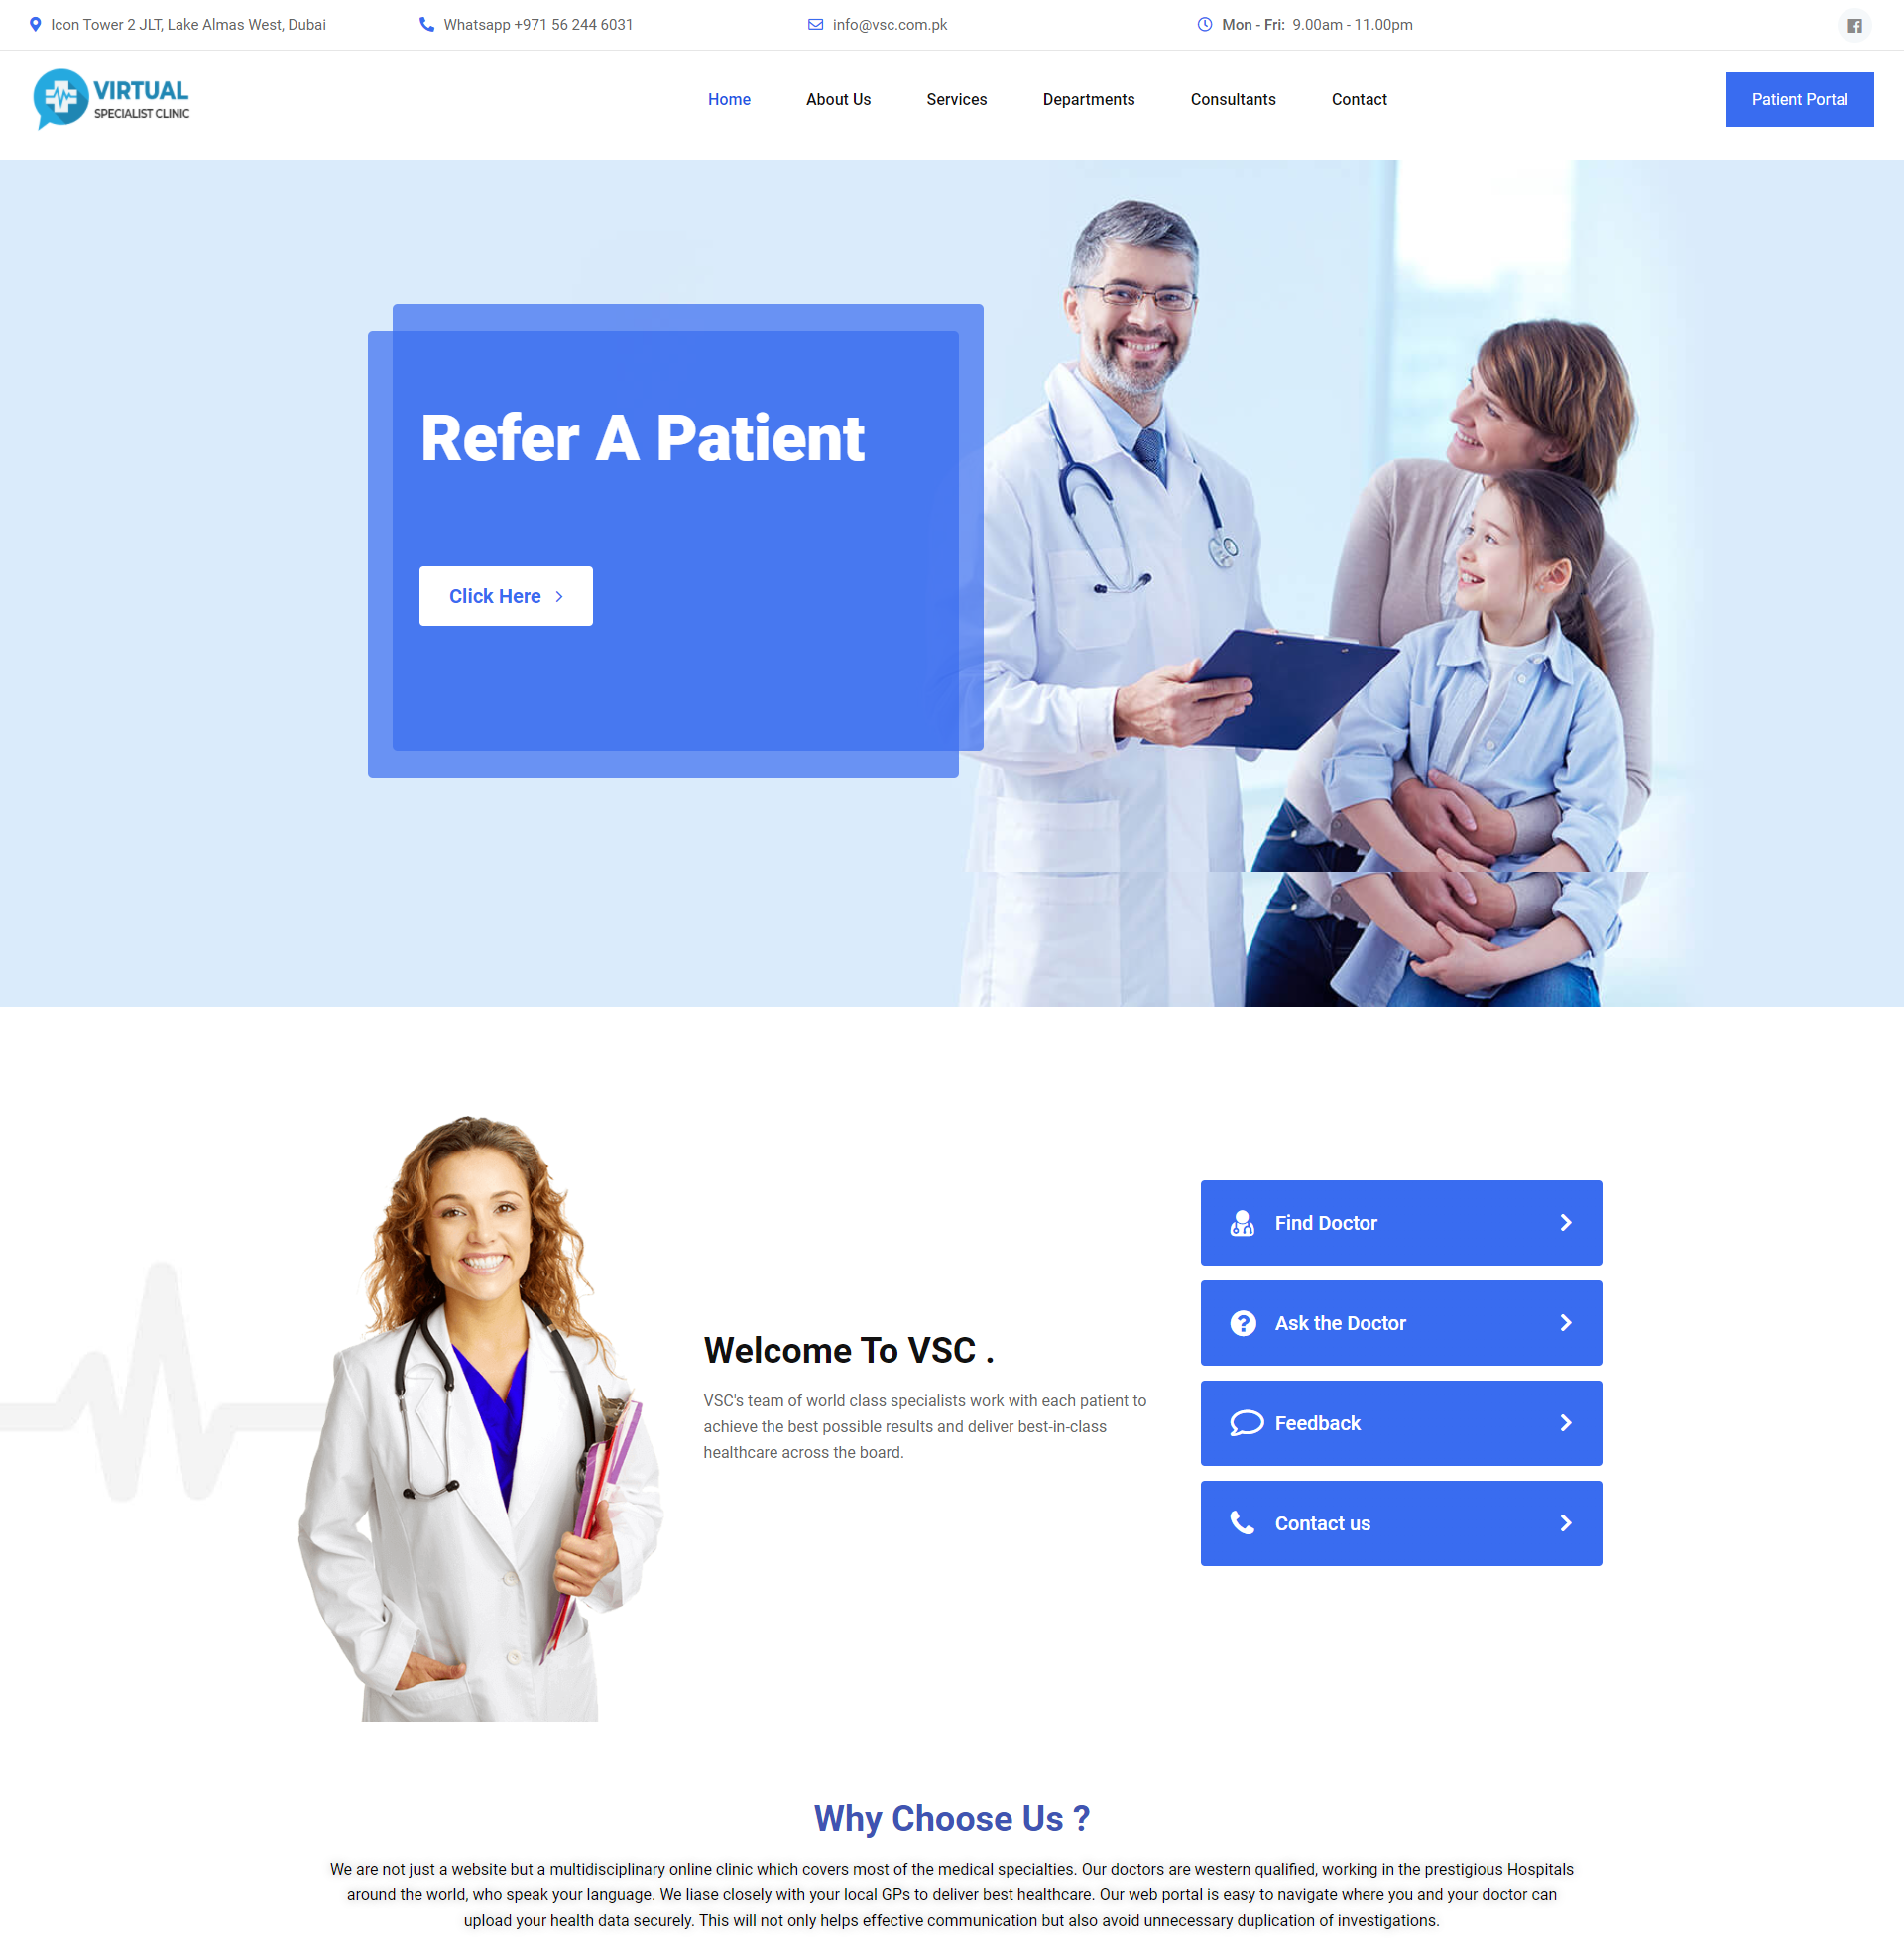 Icon Tower 2 JLT, Lake Almas West, Dubai
Whatsapp +971 56 244 6031
info@vsc.com.pk
Mon - Fri: 9.00am - 11.00pm
VIRTUAL
SPECIALIST CLINIC
Home
About Us
Services
Departments
Consultants
Contact
Patient Portal
Refer A Patient
Click Here
Welcome To VSC .
VSC's team of world class specialists work with each patient to
achieve the best possible results and deliver best-in-class
healthcare across the board.
Find Doctor
Ask the Doctor
Feedback
Contact us
Why Choose Us ?
We are not just a website but a multidisciplinary online clinic which covers most of the medical specialties. Our doctors are western qualified, working in the prestigious Hospitals
around the world, who speak your language. We liase closely with your local GPs to deliver best healthcare. Our web portal is easy to navigate where you and your doctor can
upload your health data securely. This will not only helps effective communication but also avoid unnecessary duplication of investigations.